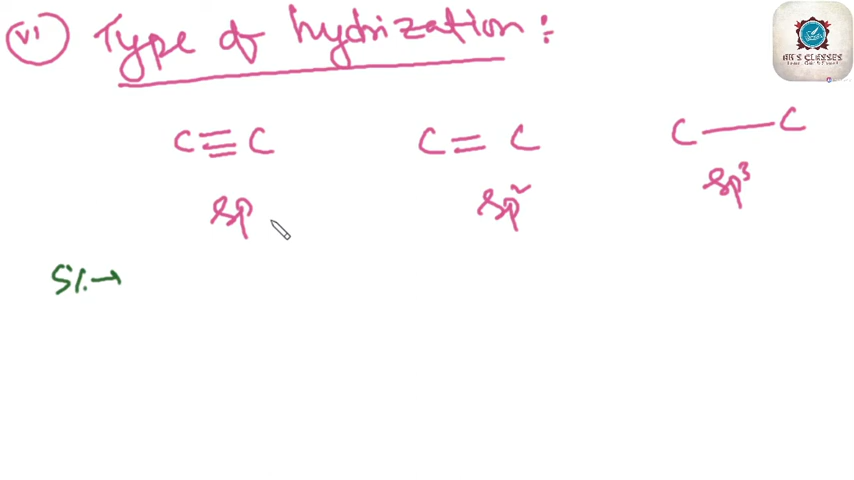 (vi) Type of hydrization :
C≡C C=C C—C
sp sp² sp³
S%→